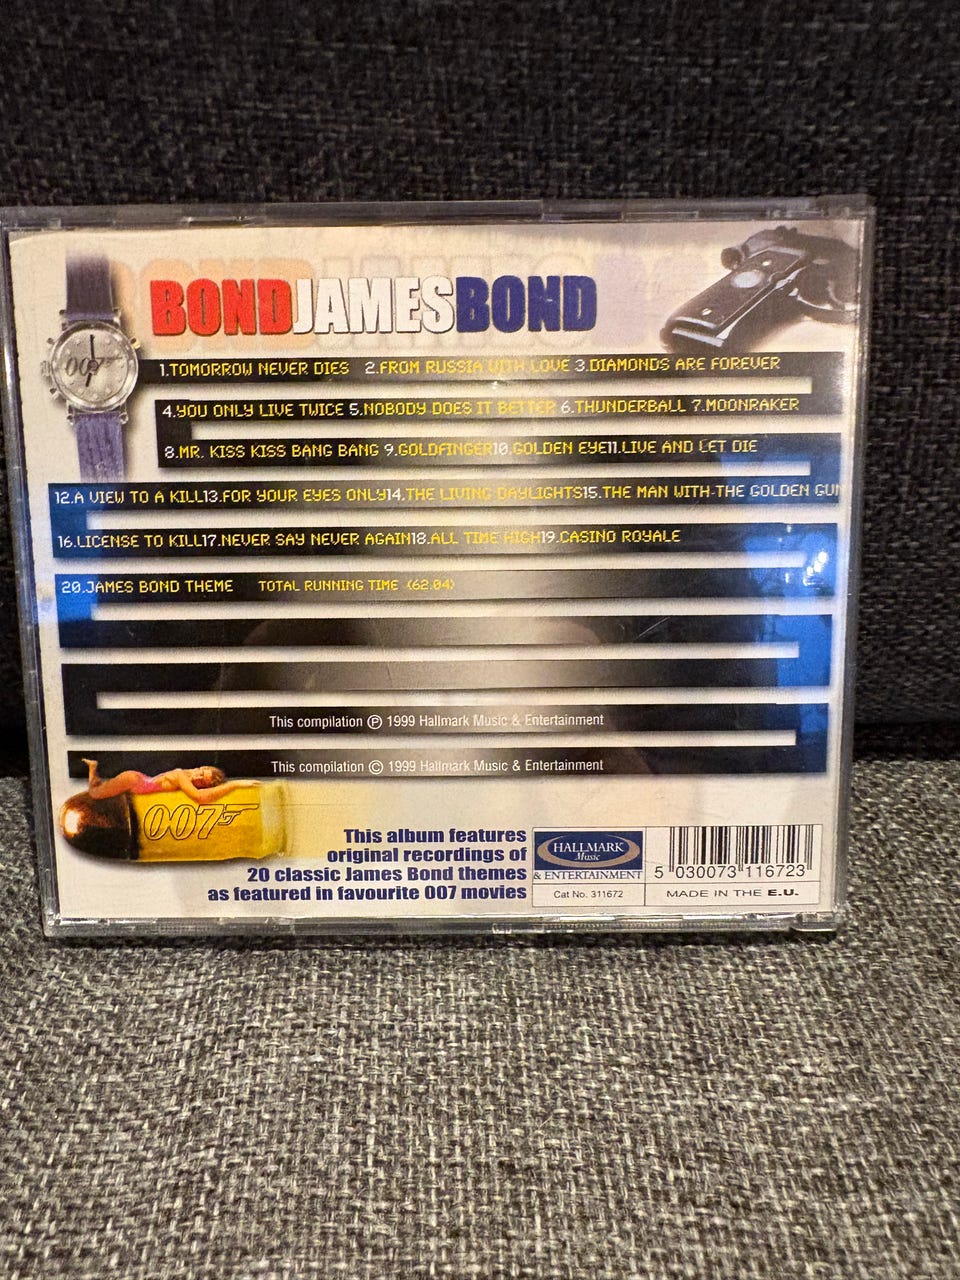 BONDJAMESBOND
007
1.TOMORROW NEVER DIES 2.FROM RUSSIA WITH LOVE 3.DIAMONDS ARE FOREVER
4.YOU ONLY LIVE TWICE 5.NOBODY DOES IT BETTER 6.THUNDERBALL 7.MOONRAKER
8.MR. KISS KISS BANG BANG 9.GOLDFINGER10.GOLDEN EYE11.LIVE AND LET DIE
12.A VIEW TO A KILL13.FOR YOUR EYES ONLY14.THE LIVING DAYLIGHTS15.THE MAN WITH-THE GOLDEN GUN
16.LICENSE TO KILL17.NEVER SAY NEVER AGAIN18.ALL TIME HIGH19.CASINO ROYALE
20.JAMES BOND THEME TOTAL RUNNING TIME (62.04)
This compilation ℗ 1999 Hallmark Music & Entertainment
This compilation © 1999 Hallmark Music & Entertainment
007
This album features
original recordings of
20 classic James Bond themes
as featured in favourite 007 movies
HALLMARK
Music
& ENTERTAINMENT
Cat No. 311672
5 030073 116723
MADE IN THE E.U.